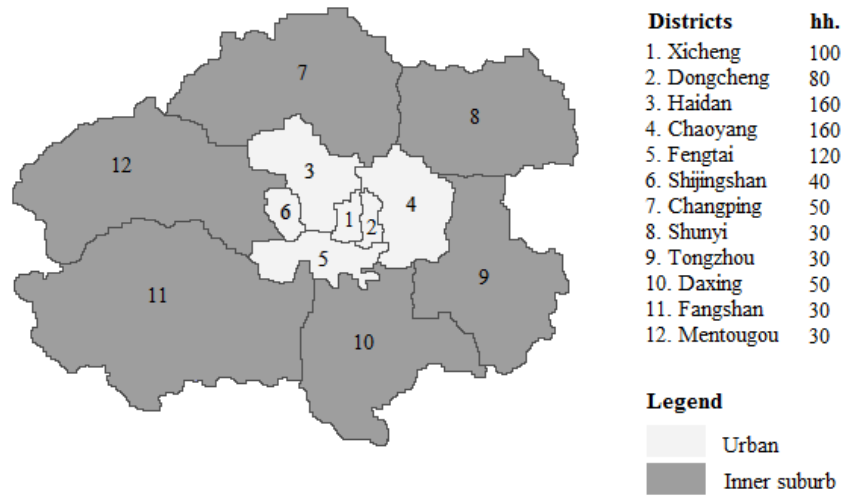 Districts hh.
1. Xicheng 100
2. Dongcheng 80
3. Haidan 160
4. Chaoyang 160
5. Fengtai 120
6. Shijingshan 40
7. Changping 50
8. Shunyi 30
9. Tongzhou 30
10. Daxing 50
11. Fangshan 30
12. Mentougou 30
7
8
12
3
4
6
1
2
5
9
11
10
Legend
Urban
Inner suburb